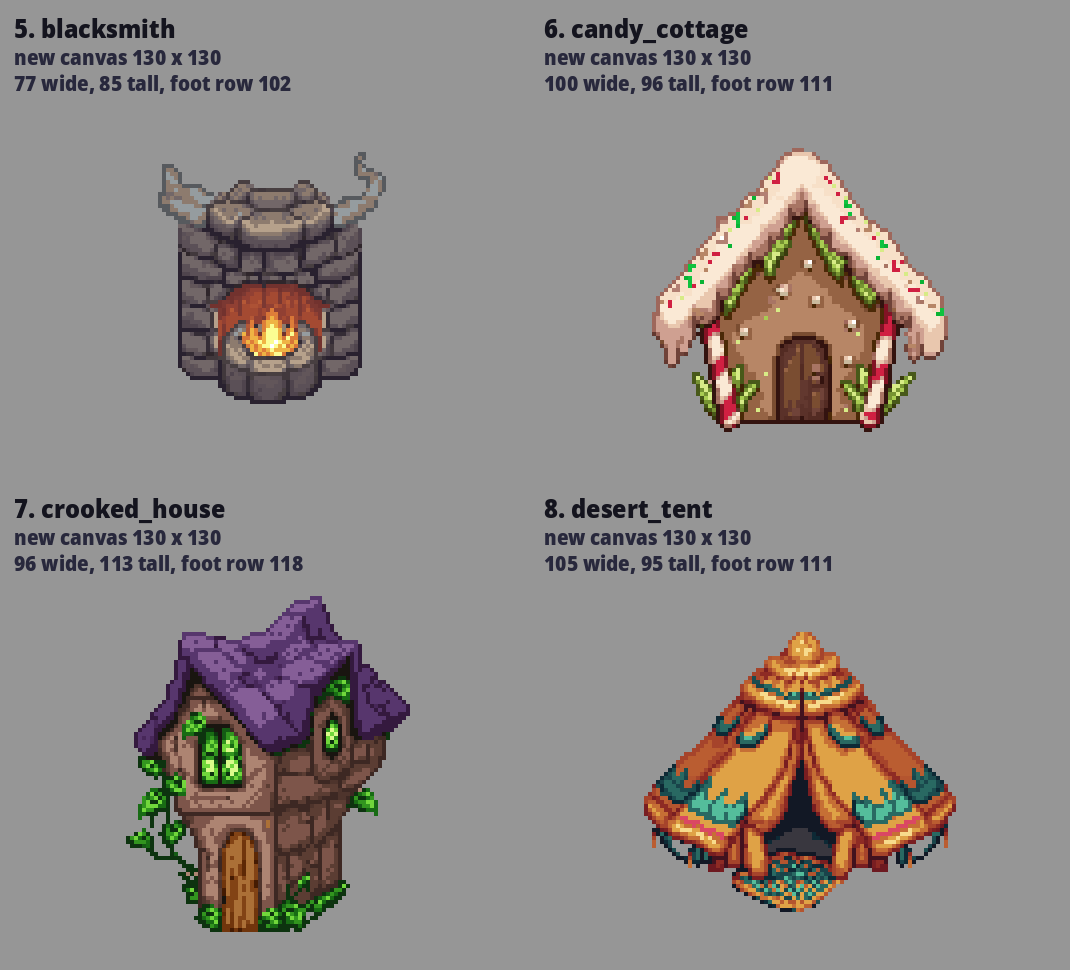 5. blacksmith
new canvas 130 x 130
77 wide, 85 tall, foot row 102
6. candy_cottage
new canvas 130 x 130
100 wide, 96 tall, foot row 111
7. crooked_house
new canvas 130 x 130
96 wide, 113 tall, foot row 118
8. desert_tent
new canvas 130 x 130
105 wide, 95 tall, foot row 111